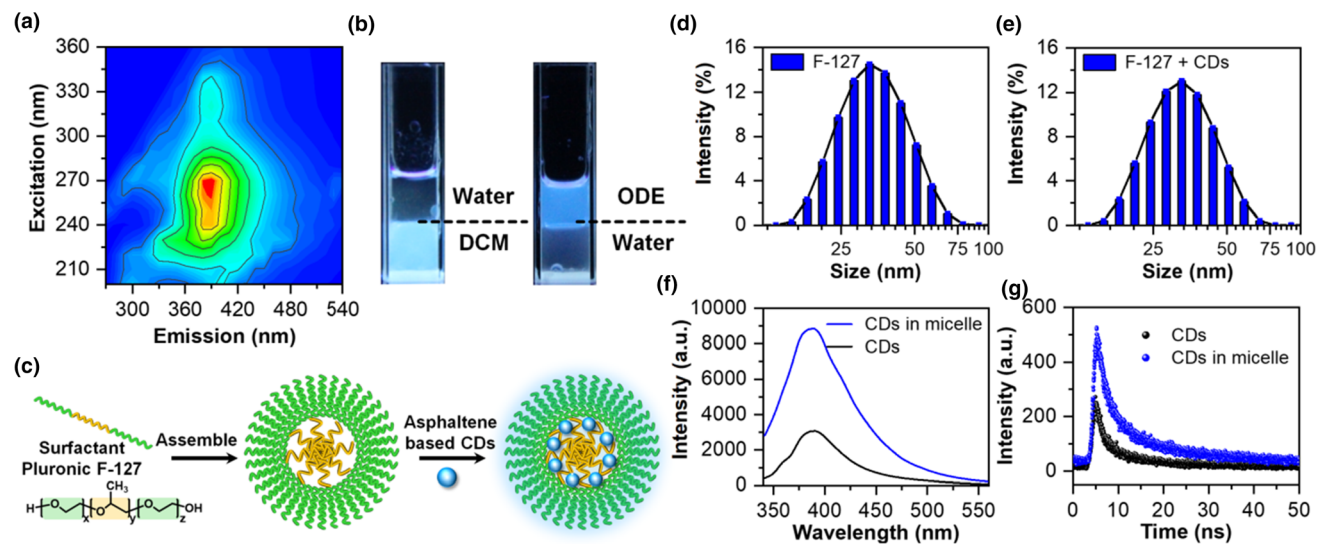 (a)
360
330
300
270
240
210
Excitation (nm)
300 360 420 480 540
Emission (nm)
(b)
Water
DCM
ODE
Water
(c)
Surfactant
Pluronic F-127
H O x O CH3 y O z OH
Assemble
Asphaltene
based CDs
(d)
16
12
8
4
0
Intensity (%)
F-127
25 50 75 100
Size (nm)
(e)
16
12
8
4
0
Intensity (%)
F-127 + CDs
25 50 75 100
Size (nm)
(f)
10000
8000
6000
4000
2000
0
Intensity (a.u.)
CDs in micelle
CDs
350 400 450 500 550
Wavelength (nm)
(g)
600
400
200
0
Intensity (a.u.)
CDs
CDs in micelle
0 10 20 30 40 50
Time (ns)